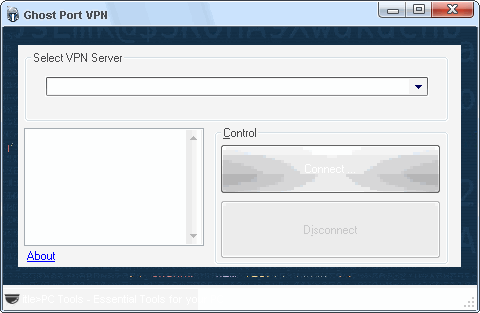 Ghost Port VPN
Select VPN Server
Control
Connect
Disconnect
About
PC Tools - Essential Tools for yo